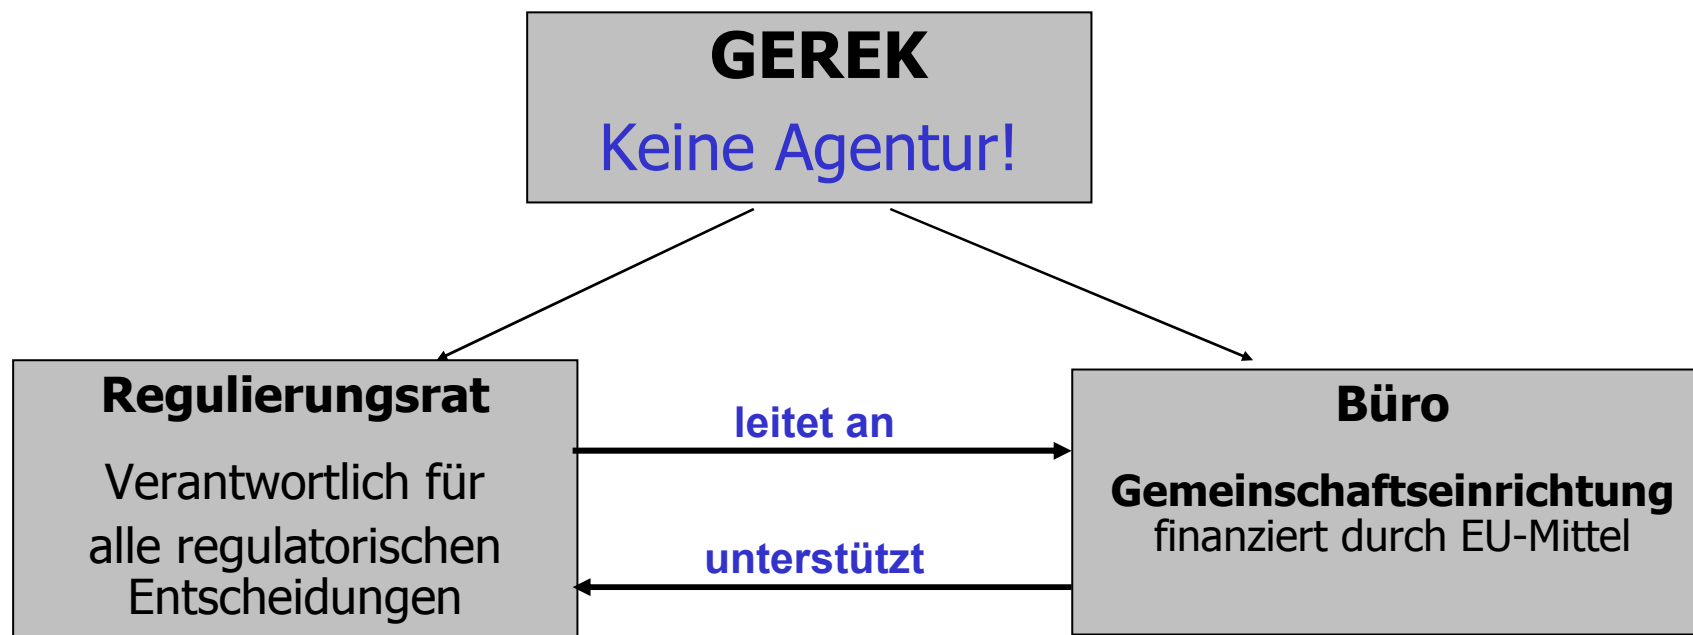 GEREK
Keine Agentur!
Regulierungsrat
Verantwortlich für
alle regulatorischen
Entscheidungen
leitet an
unterstützt
Büro
Gemeinschaftseinrichtung
finanziert durch EU-Mittel